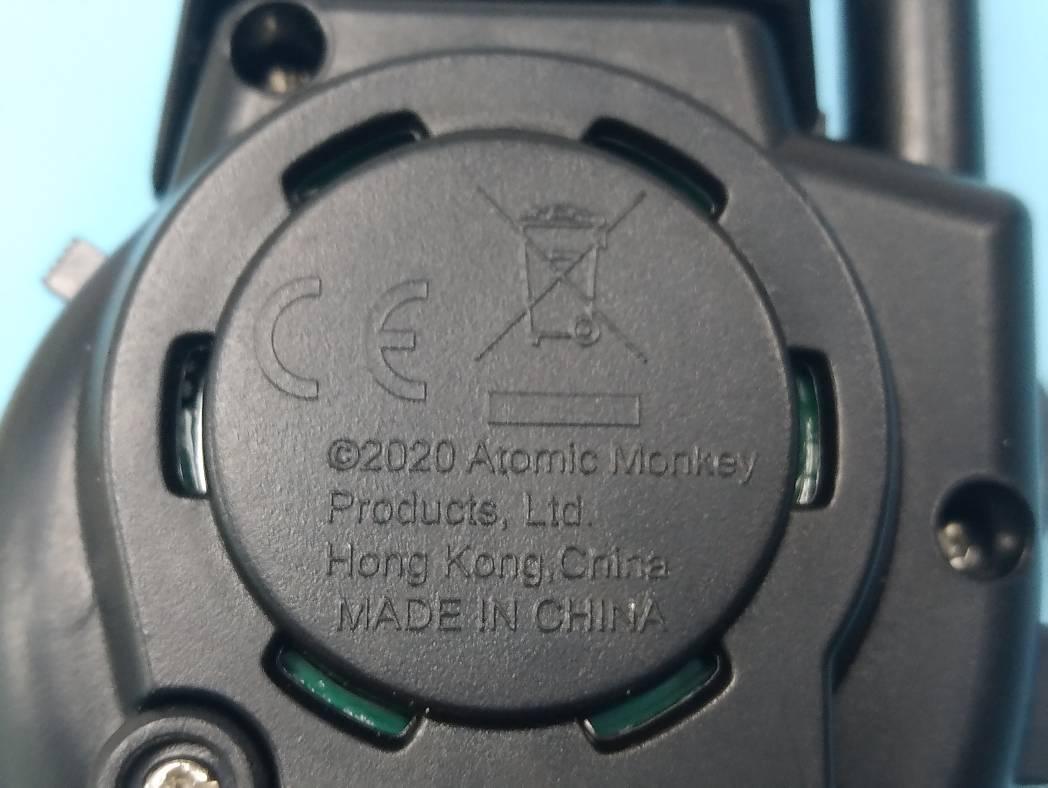 CE
©2020 Atomic Monkey
Products, Ltd.
Hong Kong,China
MADE IN CHINA